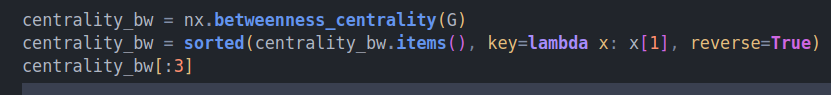 centrality_bw = nx.betweenness_centrality(G)
centrality_bw = sorted(centrality_bw.items(), key=lambda x: x[1], reverse=True)
centrality_bw[:3]